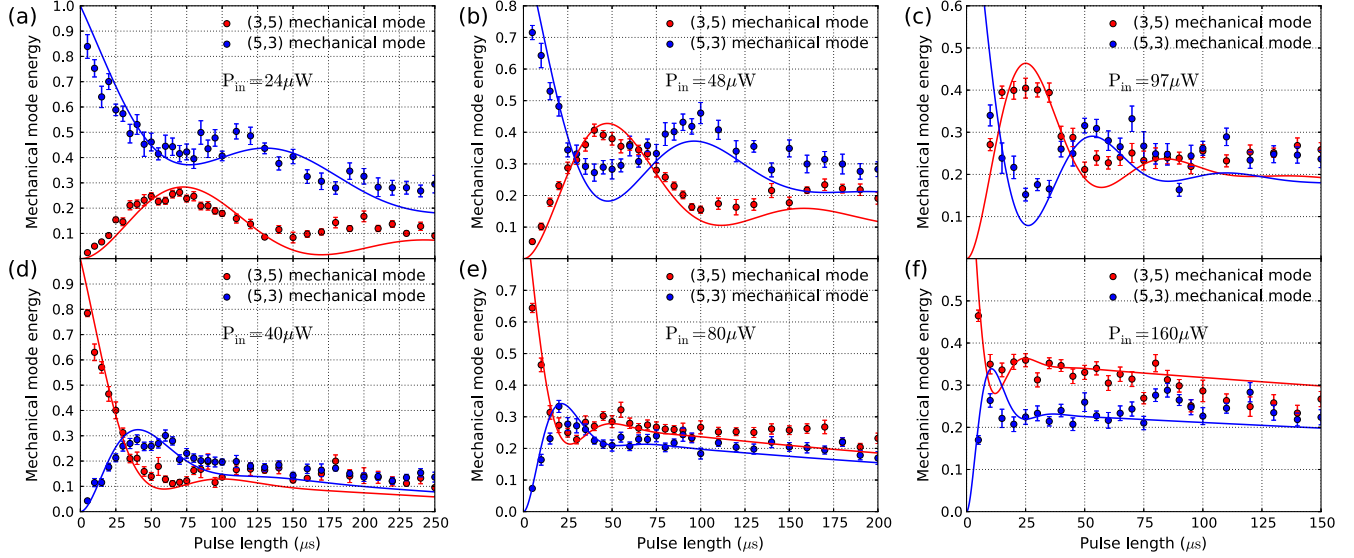 (a)
(3,5) mechanical mode
(5,3) mechanical mode
P_in = 24μW
Mechanical mode energy
1.0
0.9
0.8
0.7
0.6
0.5
0.4
0.3
0.2
0.1
(b)
(3,5) mechanical mode
(5,3) mechanical mode
P_in = 48μW
Mechanical mode energy
0.8
0.7
0.6
0.5
0.4
0.3
0.2
0.1
(c)
(3,5) mechanical mode
(5,3) mechanical mode
P_in = 97μW
Mechanical mode energy
0.6
0.5
0.4
0.3
0.2
0.1
(d)
(3,5) mechanical mode
(5,3) mechanical mode
P_in = 40μW
Mechanical mode energy
0.9
0.8
0.7
0.6
0.5
0.4
0.3
0.2
0.1
0.0
0 25 50 75 100 125 150 175 200 225 250
Pulse length (μs)
(e)
(3,5) mechanical mode
(5,3) mechanical mode
P_in = 80μW
Mechanical mode energy
0.8
0.7
0.6
0.5
0.4
0.3
0.2
0.1
0.0
0 25 50 75 100 125 150 175 200
Pulse length (μs)
(f)
(3,5) mechanical mode
(5,3) mechanical mode
P_in = 160μW
Mechanical mode energy
0.5
0.4
0.3
0.2
0.1
0.0
0 25 50 75 100 125 150
Pulse length (μs)